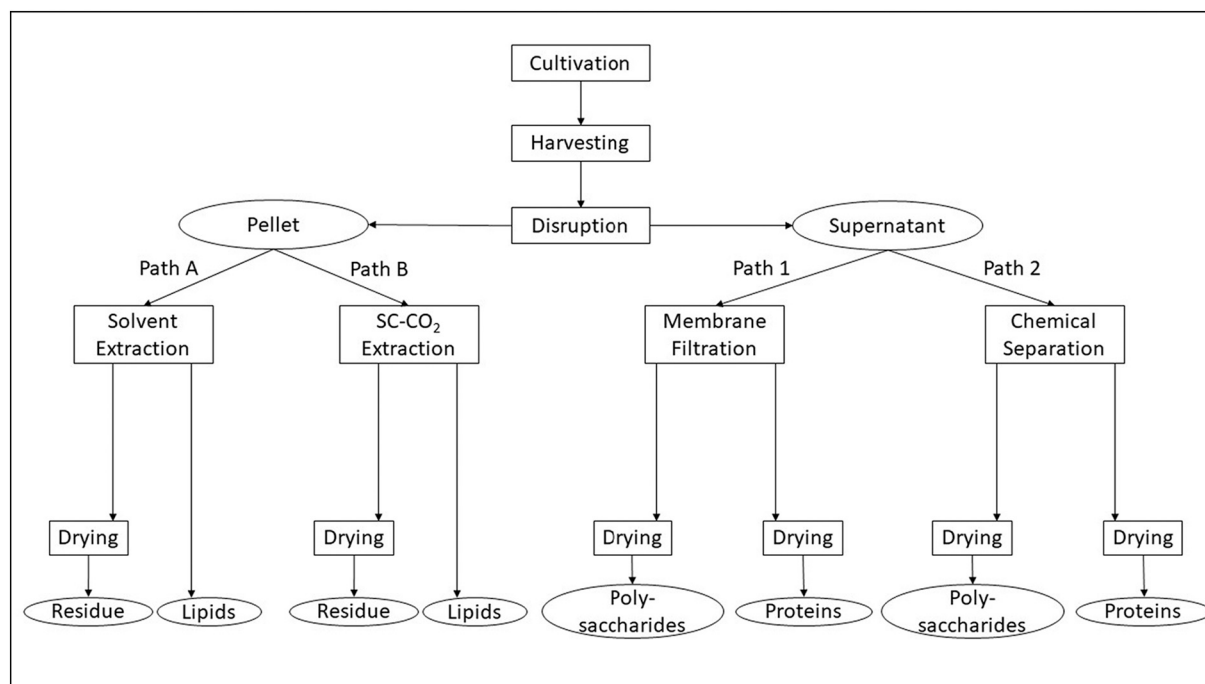 Cultivation
Harvesting
Pellet
Disruption
Supernatant
Path A
Path B
Path 1
Path 2
Solvent
Extraction
SC-CO₂
Extraction
Membrane
Filtration
Chemical
Separation
Drying
Drying
Drying
Drying
Drying
Drying
Residue
Lipids
Residue
Lipids
Poly-
saccharides
Proteins
Poly-
saccharides
Proteins